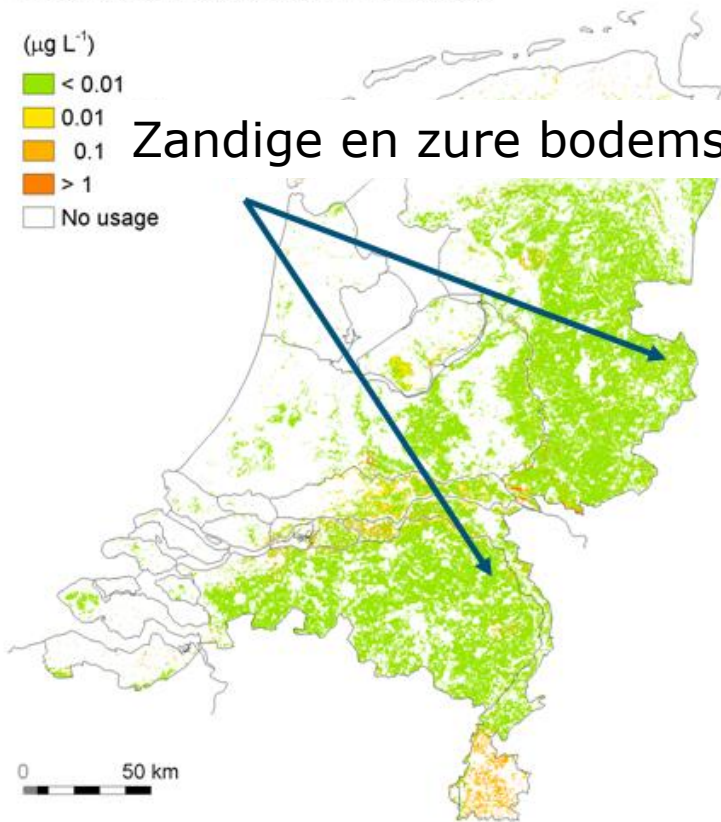 (µg L⁻¹)
< 0.01
0.01
0.1
> 1
No usage
Zandige en zure bodems
0 50 km